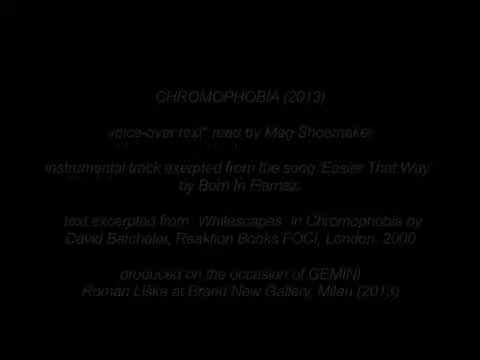 CHROMOPHOBIA (2013)
voice-over text* read by Meg Shoemaker
instrumental track exerpted from the song 'Easier That Way'
by Born In Flamez
text excerpted from 'Whitescapes' in Chromophobia by
David Batchelor, Reaktion Books FOCI, London, 2000
produced on the occasion of GEMINI
Roman Liška at Brand New Gallery, Milan (2013)